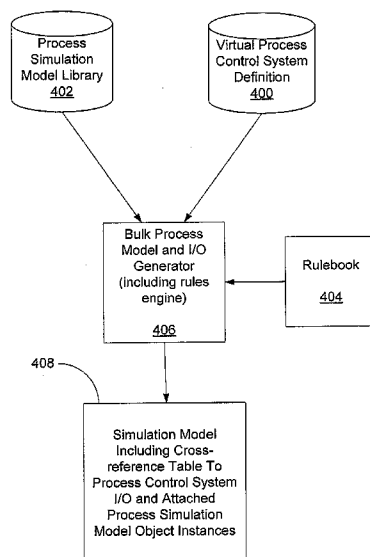 Process
Simulation
Model Library
402
Virtual Process
Control System
Definition
400
Bulk Process
Model and I/O
Generator
(including rules
engine)
406
Rulebook
404
408
Simulation Model
Including Cross-
reference Table To
Process Control System
I/O and Attached
Process Simulation
Model Object Instances